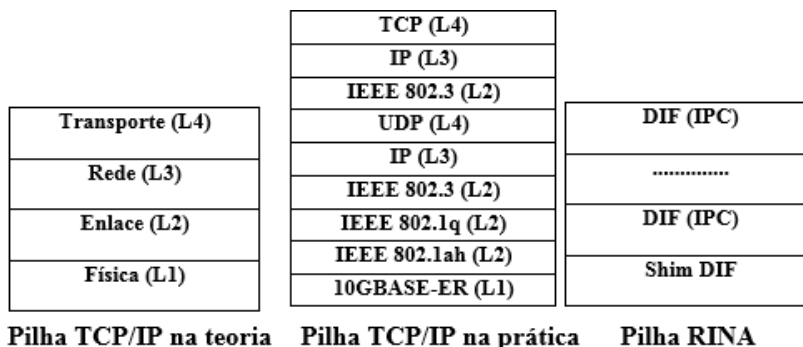 Transporte (L4)
Rede (L3)
Enlace (L2)
Física (L1)
Pilha TCP/IP na teoria
TCP (L4)
IP (L3)
IEEE 802.3 (L2)
UDP (L4)
IP (L3)
IEEE 802.3 (L2)
IEEE 802.1q (L2)
IEEE 802.1ah (L2)
10GBASE-ER (L1)
Pilha TCP/IP na prática
DIF (IPC)
..............
DIF (IPC)
Shim DIF
Pilha RINA